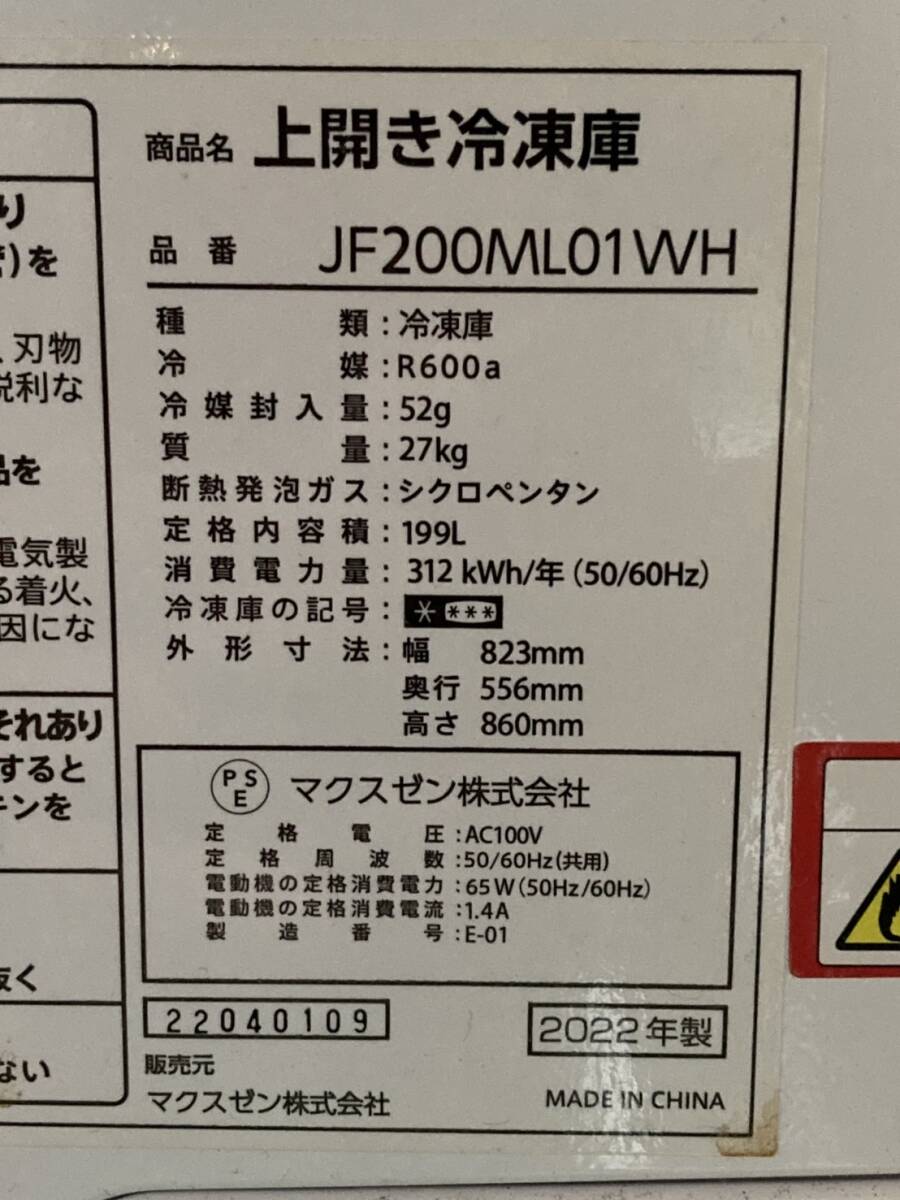 り
を
、刃物
利な
品を
電気製
る着火、
因にな
それあり
すると
キンを
抜く
ない
商品名 上開き冷凍庫
品番 JF200ML01WH
種類:冷凍庫
冷媒:R600a
冷媒封入量:52g
質量:27kg
断熱発泡ガス:シクロペンタン
定格内容積:199L
消費電力量:312 kWh/年(50/60Hz)
冷凍庫の記号:* ***
外形寸法:幅 823mm
奥行 556mm
高さ 860mm
PSE マクスゼン株式会社
定格電圧:AC100V
定格周波数:50/60Hz(共用)
電動機の定格消費電力:65W(50Hz/60Hz)
電動機の定格消費電流:1.4A
製造番号:E-01
22040109
2022年製
販売元
マクスゼン株式会社
MADE IN CHINA